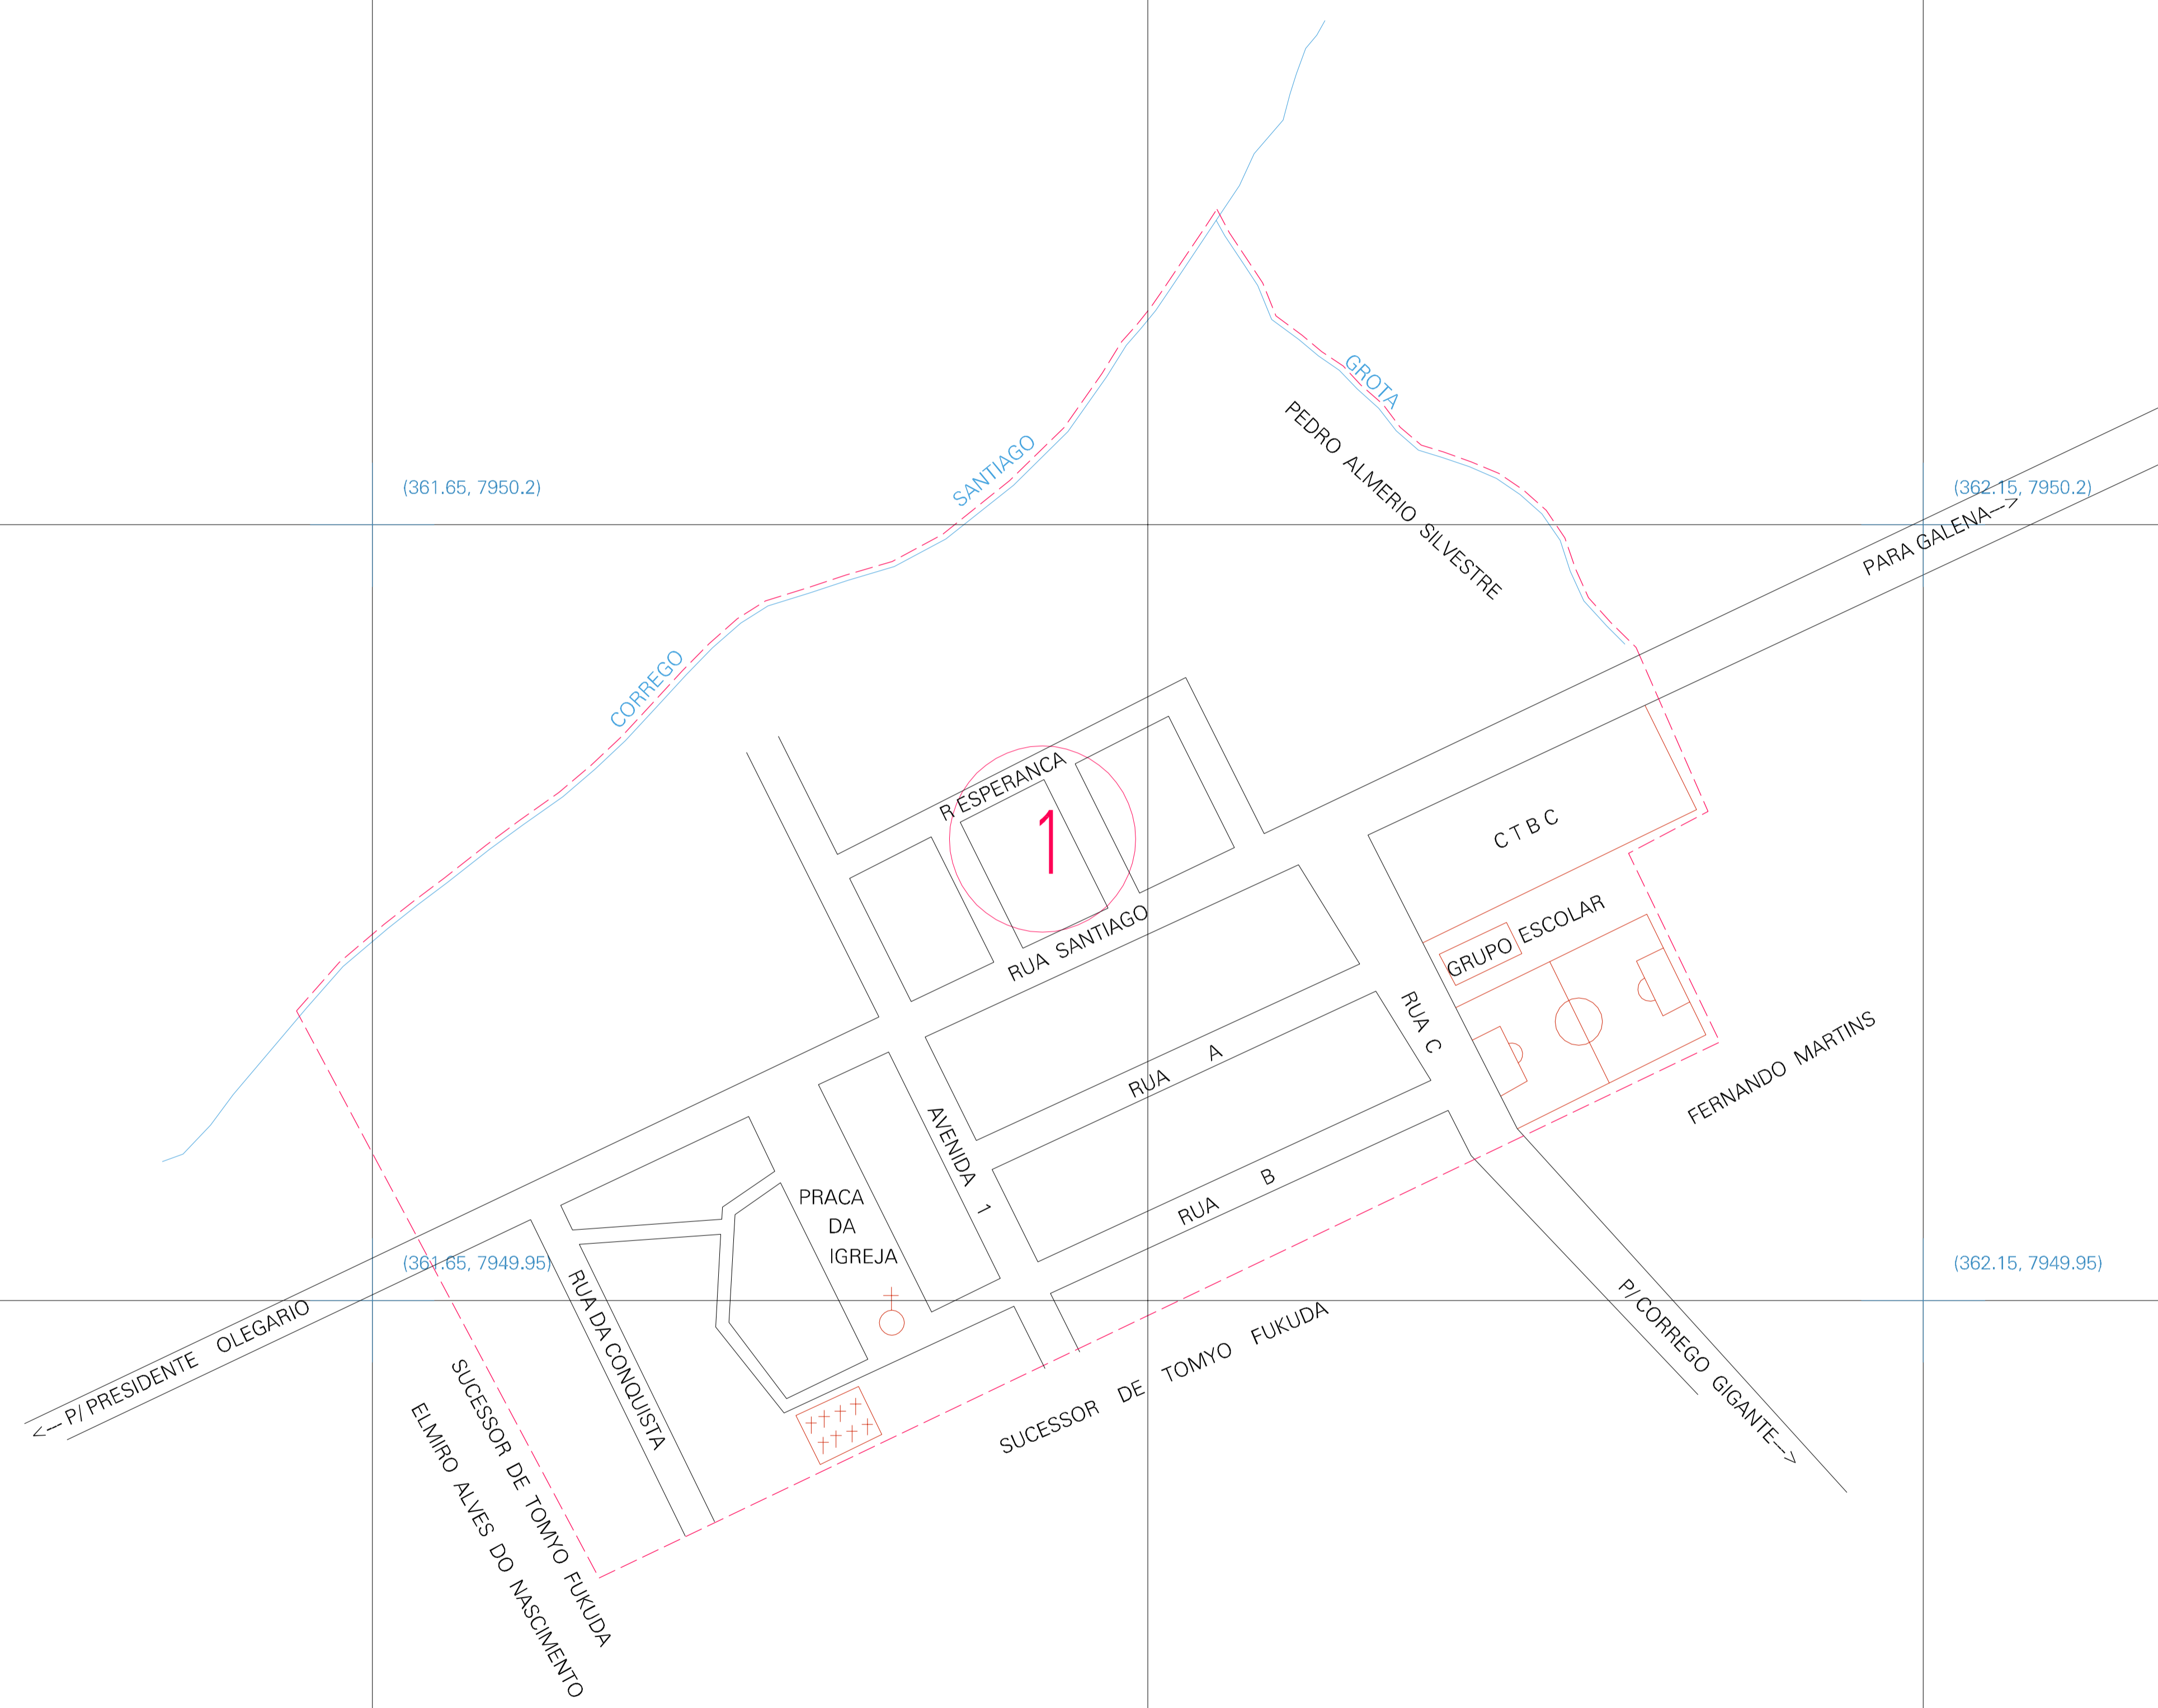 GROTA
PEDRO ALMERIO SILVESTRE
SANTIAGO
(361.65, 7950.2)
(362.15, 7950.2)
PARA GALENA--->
CORREGO
R ESPERANCA
1
C T B C
RUA SANTIAGO
GRUPO ESCOLAR
RUA C
FERNANDO MARTINS
RUA A
AVENIDA 1
PRACA
DA
IGREJA
RUA B
(361.65, 7949.95)
(362.15, 7949.95)
<--- P/ PRESIDENTE OLEGARIO
RUA DA CONQUISTA
P/ CORREGO GIGANTE--->
SUCESSOR DE TOMYO FUKUDA
SUCESSOR DE TOMYO FUKUDA
ELMIRO ALVES DO NASCIMENTO